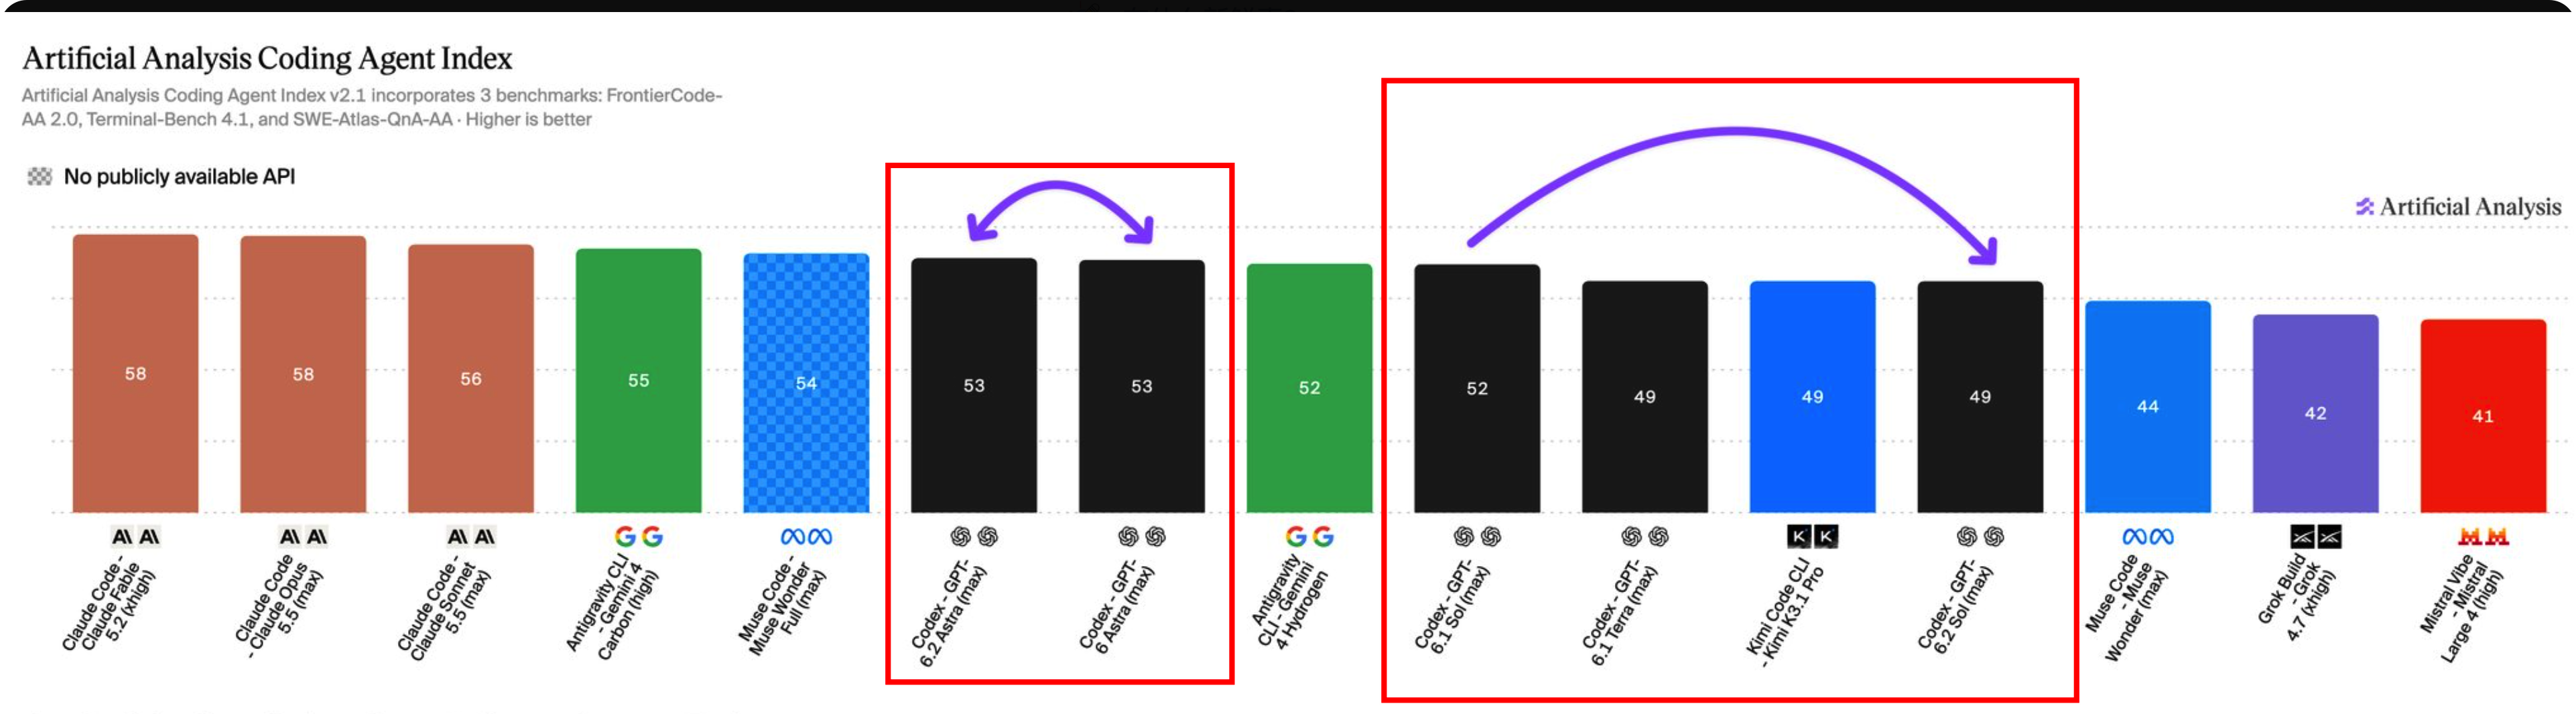 Artificial Analysis Coding Agent Index
Artificial Analysis Coding Agent Index v2.1 incorporates 3 benchmarks: FrontierCode-
AA 2.0, Terminal-Bench 4.1, and SWE-Atlas-QnA-AA · Higher is better
No publicly available API
Artificial Analysis
58
58
56
55
54
53
53
52
52
49
49
49
44
42
41
Claude Code -
Claude Fable
5.2 (xhigh)
Claude Code
- Claude Opus
5.5 (max)
Claude Code -
Claude Sonnet
5.5 (max)
Antigravity CLI
- Gemini 4
Carbon (high)
Muse Code -
Muse Wonder
Full (max)
Codex - GPT-
6.2 Astra (max)
Codex - GPT-
6 Astra (max)
Antigravity
CLI - Gemini
4 Hydrogen
Codex - GPT-
6.1 Sol (max)
Codex - GPT-
6.1 Terra (max)
Kimi Code CLI
- Kimi K3.1 Pro
Codex - GPT-
6.2 Sol (max)
Muse Code
- Muse
Wonder (max)
Grok Build
- Grok
4.7 (xhigh)
Mistral Vibe
- Mistral
Large 4 (high)